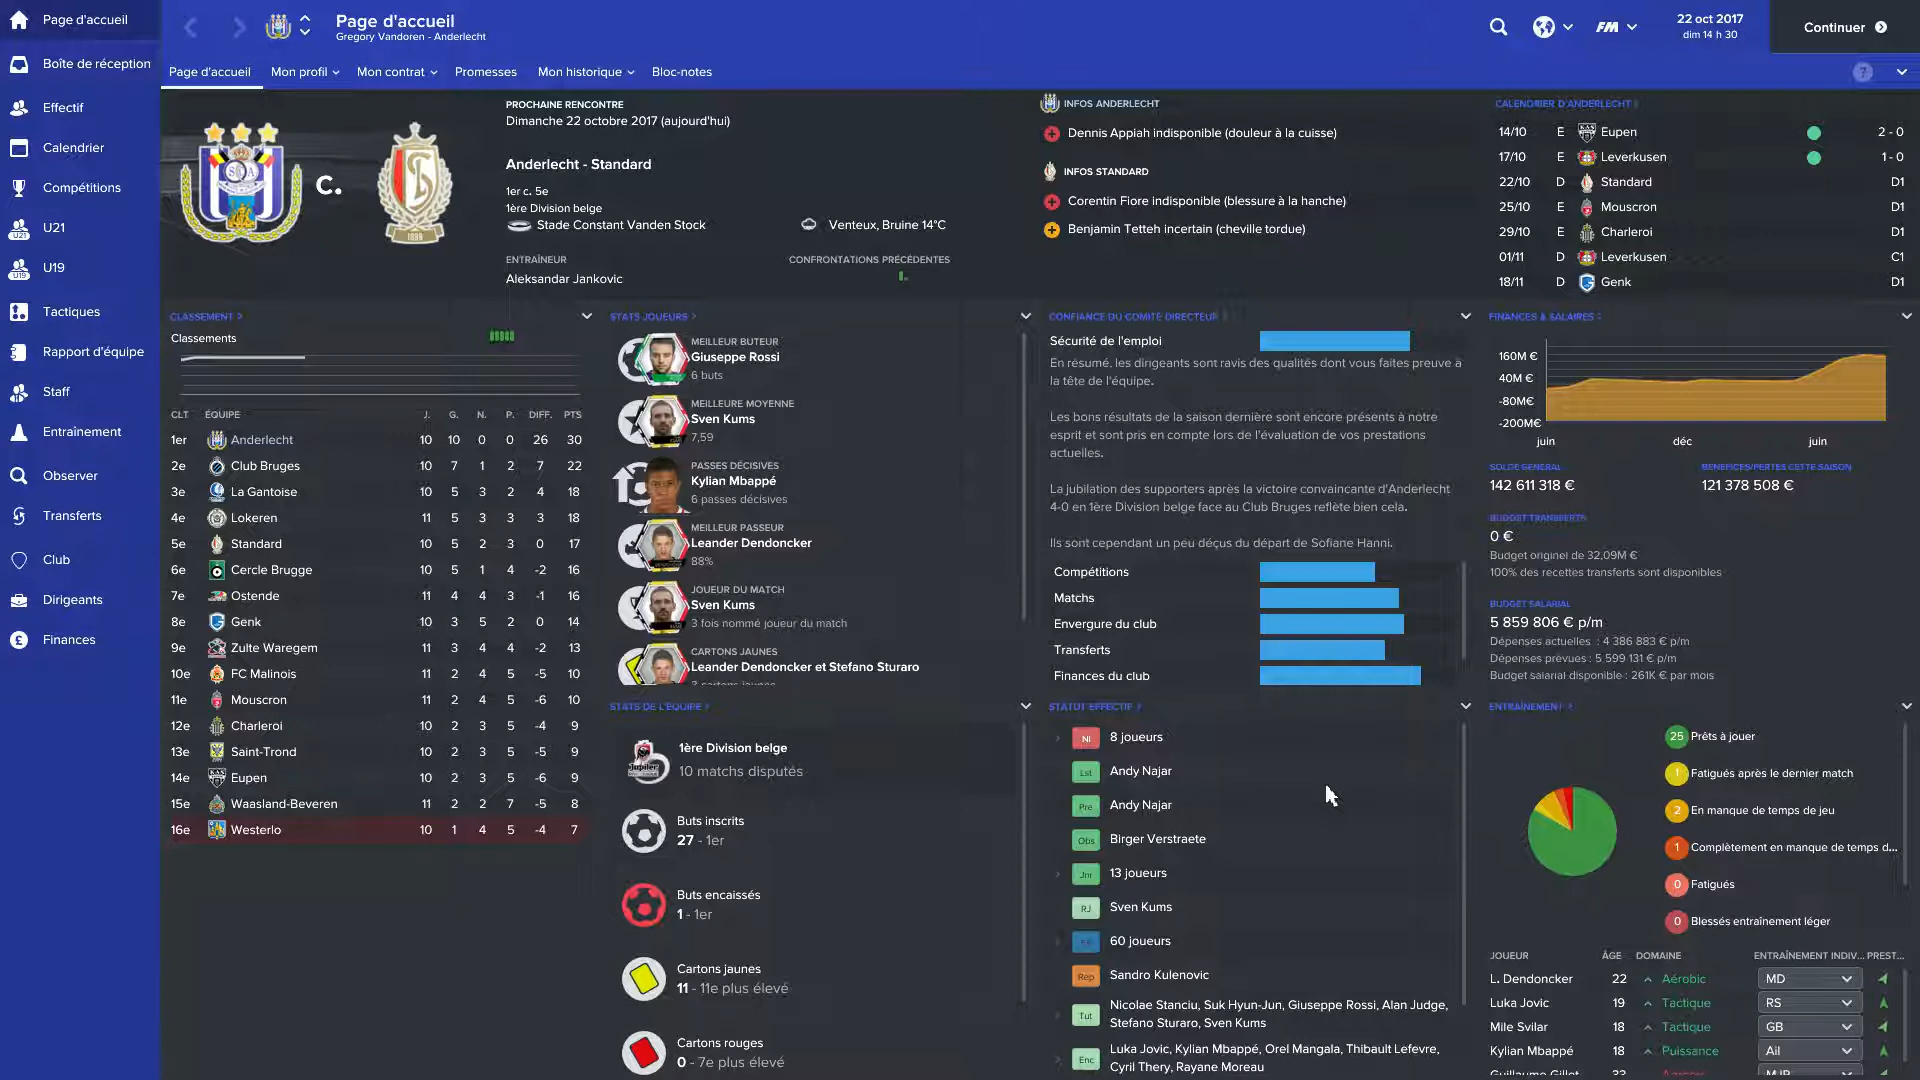 Page d'accueil
Boîte de réception
Effectif
Calendrier
Compétitions
U21
U19
Tactiques
Rapport d'équipe
Staff
Entraînement
Observer
Transferts
Club
Dirigeants
Finances
Page d'accueil
Gregory Vandoren - Anderlecht
FM
22 oct 2017
dim 14 h 30
Continuer
Page d'accueil Mon profil Mon contrat Promesses Mon historique Bloc-notes
c.
PROCHAINE RENCONTRE
Dimanche 22 octobre 2017 (aujourd'hui)
Anderlecht - Standard
1er c. 5e
1ère Division belge
Stade Constant Vanden Stock
Venteux, Bruine 14°C
ENTRAÎNEUR
Aleksandar Jankovic
CONFRONTATIONS PRÉCÉDENTES
INFOS ANDERLECHT
Dennis Appiah indisponible (douleur à la cuisse)
INFOS STANDARD
Corentin Fiore indisponible (blessure à la hanche)
Benjamin Tetteh incertain (cheville tordue)
CALENDRIER D'ANDERLECHT
14/10 E Eupen 2 - 0
17/10 E Leverkusen 1 - 0
22/10 D Standard D1
25/10 E Mouscron D1
29/10 E Charleroi D1
01/11 D Leverkusen C1
18/11 D Genk D1
CLASSEMENT
Classements
CLT ÉQUIPE J. G. N. P. DIFF. PTS
1er Anderlecht 10 10 0 0 26 30
2e Club Bruges 10 7 1 2 7 22
3e La Gantoise 10 5 3 2 4 18
4e Lokeren 11 5 3 3 3 18
5e Standard 10 5 2 3 0 17
6e Cercle Brugge 10 5 1 4 -2 16
7e Ostende 11 4 4 3 -1 16
8e Genk 10 3 5 2 0 14
9e Zulte Waregem 11 3 4 4 -2 13
10e FC Malinois 11 2 4 5 -5 10
11e Mouscron 11 2 4 5 -6 10
12e Charleroi 10 2 3 5 -4 9
13e Saint-Trond 10 2 3 5 -5 9
14e Eupen 10 2 3 5 -6 9
15e Waasland-Beveren 11 2 2 7 -5 8
16e Westerlo 10 1 4 5 -4 7
STATS JOUEURS
MEILLEUR BUTEUR
Giuseppe Rossi
6 buts
MEILLEURE MOYENNE
Sven Kums
7,59
PASSES DÉCISIVES
Kylian Mbappé
6 passes décisives
MEILLEUR PASSEUR
Leander Dendoncker
88%
JOUEUR DU MATCH
Sven Kums
3 fois nommé joueur du match
CARTONS JAUNES
Leander Dendoncker et Stefano Sturaro
3 cartons jaunes
STATS DE L'ÉQUIPE
1ère Division belge
10 matchs disputés
Buts inscrits
27 - 1er
Buts encaissés
1 - 1er
Cartons jaunes
11 - 11e plus élevé
Cartons rouges
0 - 7e plus élevé
CONFIANCE DU COMITÉ DIRECTEUR
Sécurité de l'emploi
En résumé, les dirigeants sont ravis des qualités dont vous faites preuve à
la tête de l'équipe.
Les bons résultats de la saison dernière sont encore présents à notre
esprit et sont pris en compte lors de l'évaluation de vos prestations
actuelles.
La jubilation des supporters après la victoire convaincante d'Anderlecht
4-0 en 1ère Division belge face au Club Bruges reflète bien cela.
Ils sont cependant un peu déçus du départ de Sofiane Hanni.
Compétitions
Matchs
Envergure du club
Transferts
Finances du club
STATUT EFFECTIF
NI 8 joueurs
Lst Andy Najar
Pre Andy Najar
Obs Birger Verstraete
Jnr 13 joueurs
RJ Sven Kums
60 joueurs
Rep Sandro Kulenovic
Tut Nicolae Stanciu, Suk Hyun-Jun, Giuseppe Rossi, Alan Judge,
Stefano Sturaro, Sven Kums
Enc Luka Jovic, Kylian Mbappé, Orel Mangala, Thibault Lefevre,
Cyril Thery, Rayane Moreau
FINANCES & SALAIRES
160M €
40M €
-80M€
-200M€
juin déc juin
SOLDE GÉNÉRAL
142 611 318 €
BÉNÉFICES/PERTES CETTE SAISON
121 378 508 €
BUDGET TRANSFERTS
0 €
Budget originel de 32,09M €
100% des recettes transferts sont disponibles
BUDGET SALARIAL
5 859 806 € p/m
Dépenses actuelles : 4 386 883 € p/m
Dépenses prévues : 5 599 131 € p/m
Budget salarial disponible : 261K € par mois
ENTRAÎNEMENT
25 Prêts à jouer
1 Fatigués après le dernier match
2 En manque de temps de jeu
1 Complètement en manque de temps d...
0 Fatigués
0 Blessés entraînement léger
JOUEUR ÂGE DOMAINE ENTRAÎNEMENT INDIV... PREST...
L. Dendoncker 22 Aérobic MD
Luka Jovic 19 Tactique RS
Mile Svilar 18 Tactique GB
Kylian Mbappé 18 Puissance Ail
Guillaume Gillet 33 MJR